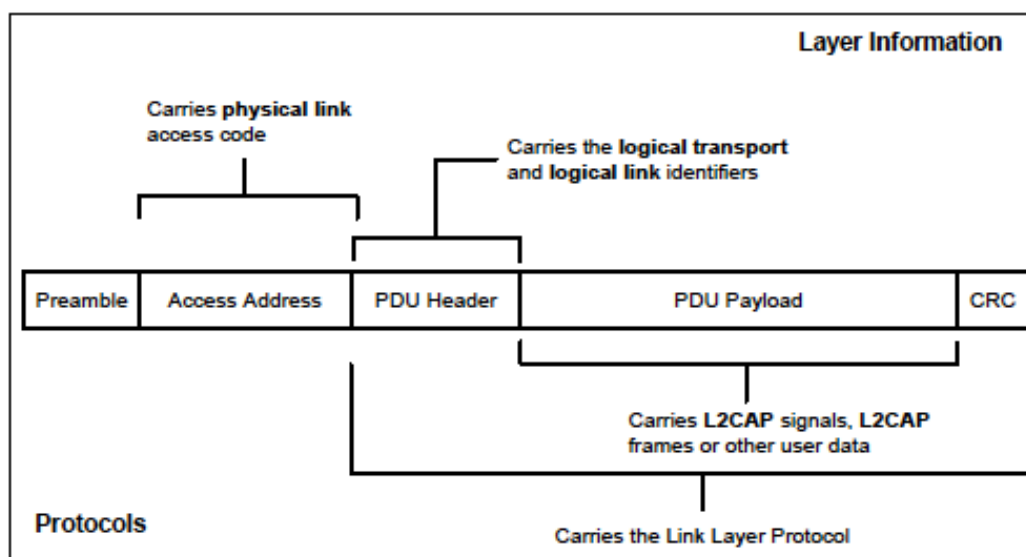 Layer Information
Carries physical link
access code
Carries the logical transport
and logical link identifiers
Preamble
Access Address
PDU Header
PDU Payload
CRC
Carries L2CAP signals, L2CAP
frames or other user data
Protocols
Carries the Link Layer Protocol